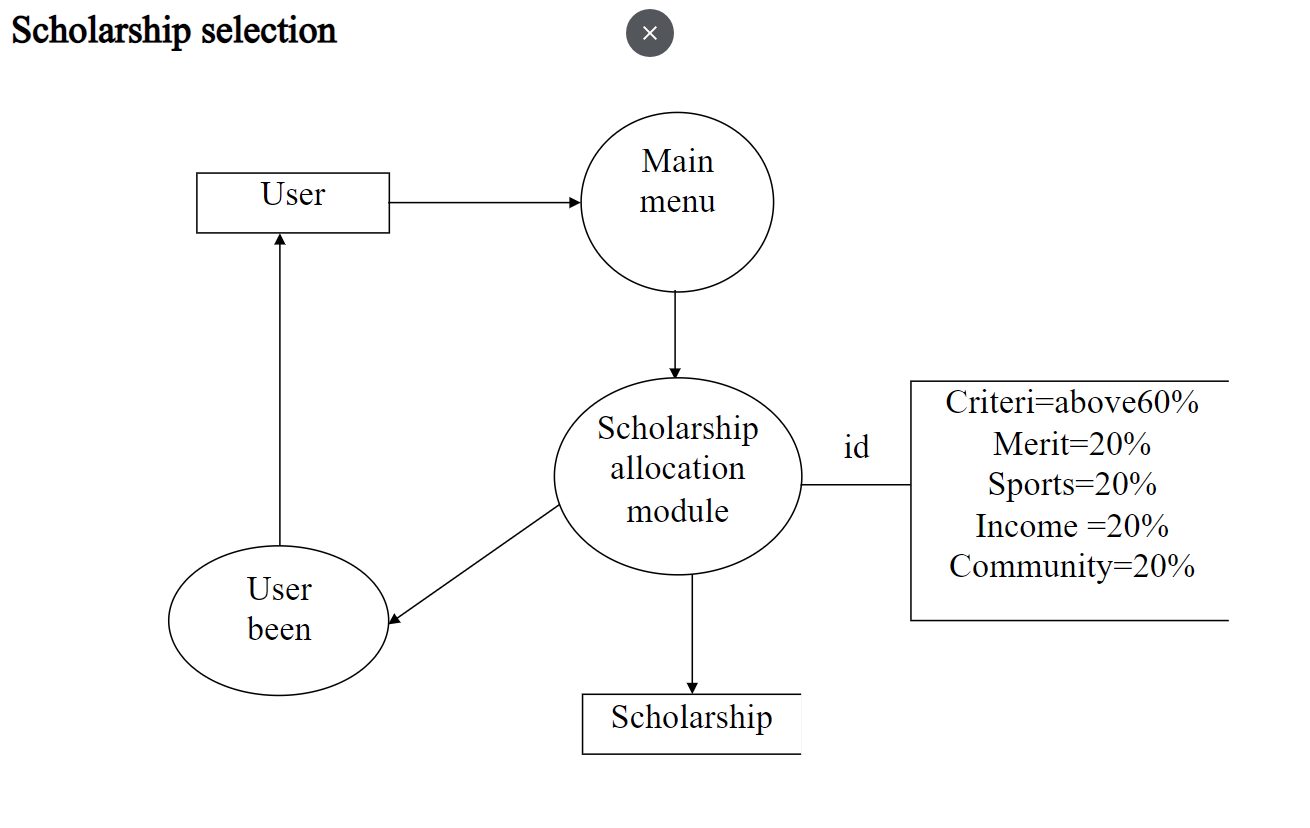 Scholarship selection
User
Main
menu
Scholarship
allocation
module
id
Criteri=above60%
Merit=20%
Sports=20%
Income =20%
Community=20%
User
been
Scholarship